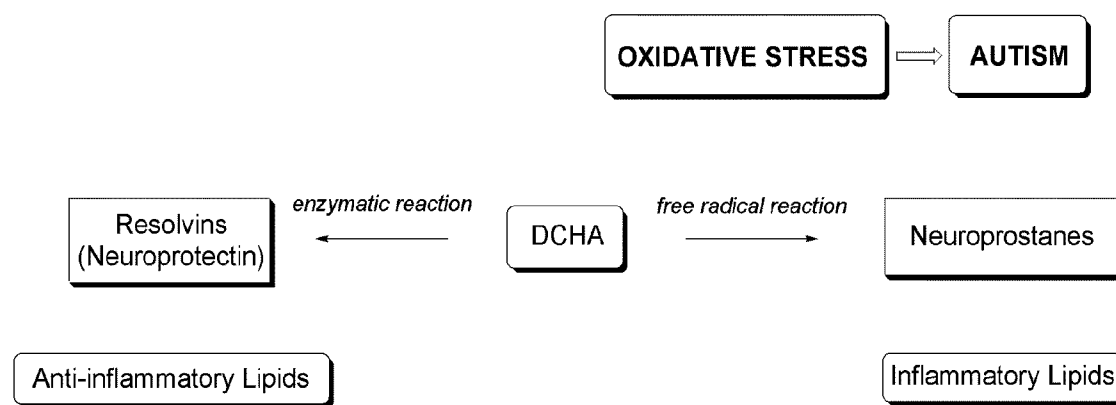 OXIDATIVE STRESS
AUTISM
enzymatic reaction
free radical reaction
Resolvins
(Neuroprotectin)
DCHA
Neuroprostanes
Anti-inflammatory Lipids
Inflammatory Lipids